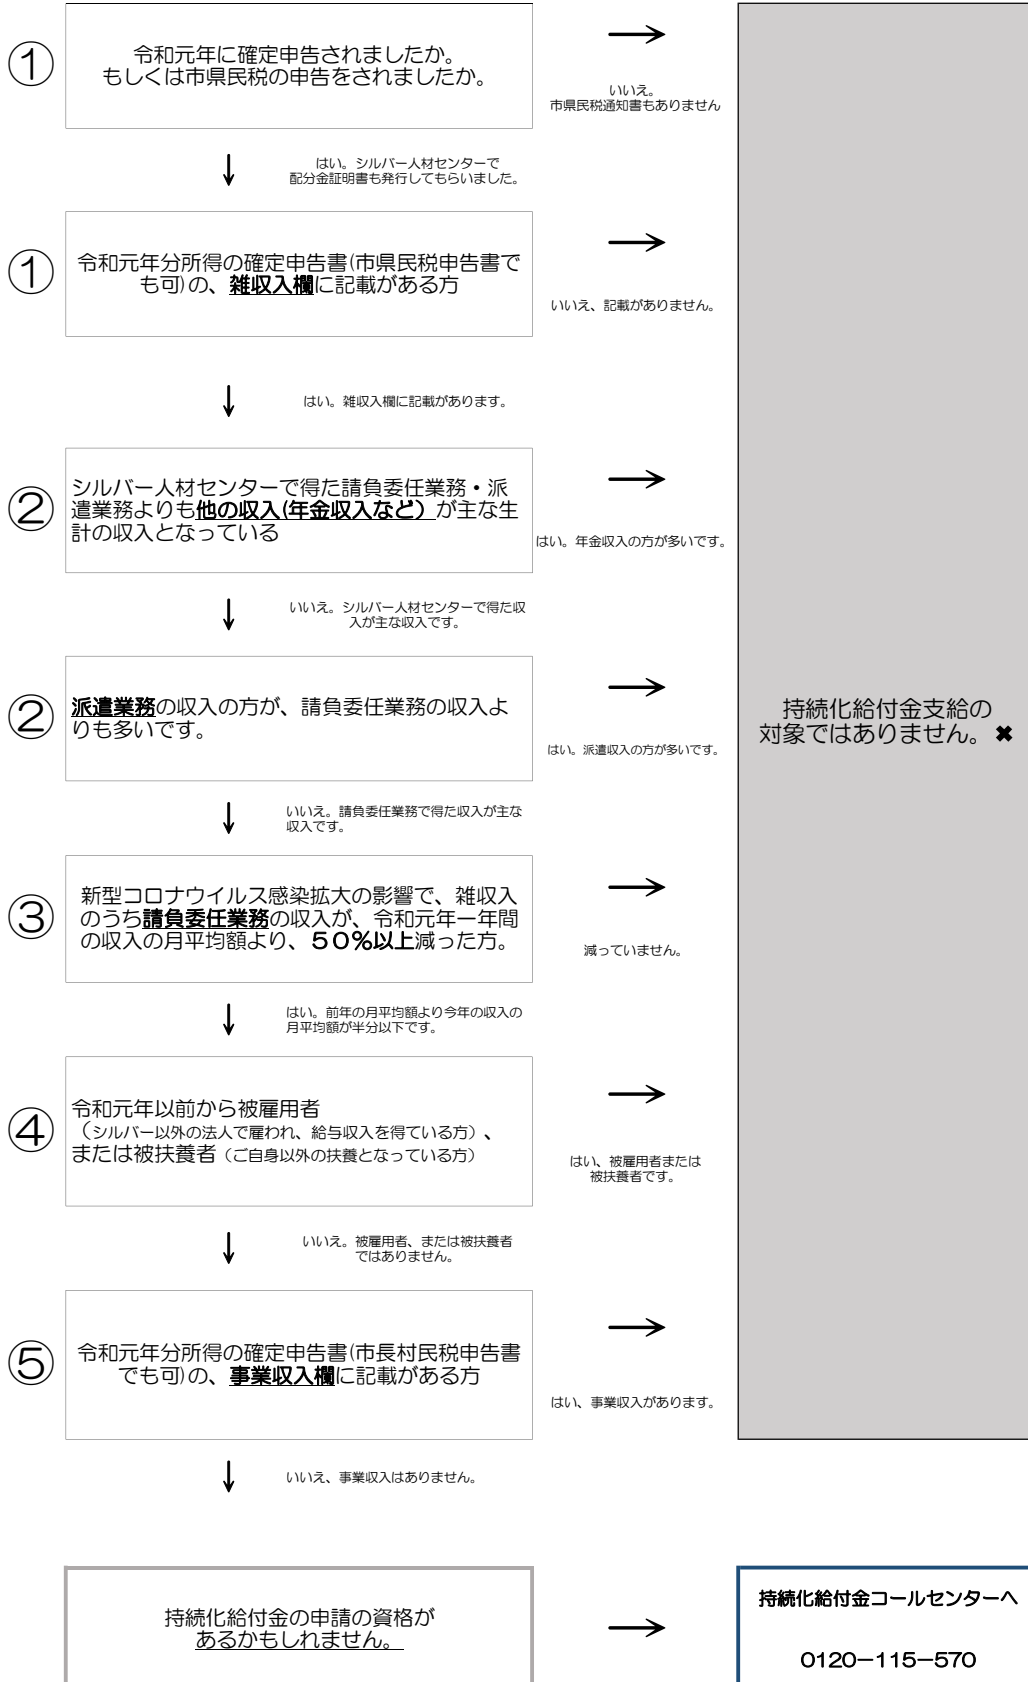 ①
令和元年に確定申告されましたか。
もしくは市県民税の申告をされましたか。
→
いいえ。
市県民税通知書もありません
↓
はい。シルバー人材センターで
配分金証明書も発行してもらいました。
①
令和元年分所得の確定申告書(市県民税申告書で
も可)の、雑収入欄に記載がある方
→
いいえ、記載がありません。
↓
はい。雑収入欄に記載があります。
②
シルバー人材センターで得た請負委任業務・派
遣業務よりも他の収入(年金収入など）が主な生
計の収入となっている
→
はい。年金収入の方が多いです。
↓
いいえ。シルバー人材センターで得た収
入が主な収入です。
②
派遣業務の収入の方が、請負委任業務の収入よ
りも多いです。
→
はい。派遣収入の方が多いです。
持続化給付金支給の
対象ではありません。✖
↓
いいえ。請負委任業務で得た収入が主な
収入です。
③
新型コロナウイルス感染拡大の影響で、雑収入
のうち請負委任業務の収入が、令和元年一年間
の収入の月平均額より、５０%以上減った方。
→
減っていません。
↓
はい。前年の月平均額より今年の収入の
月平均額が半分以下です。
④
令和元年以前から被雇用者
（シルバー以外の法人で雇われ、給与収入を得ている方）、
または被扶養者（ご自身以外の扶養となっている方）
→
はい、被雇用者または
被扶養者です。
↓
いいえ。被雇用者、または被扶養者
ではありません。
⑤
令和元年分所得の確定申告書(市長村民税申告書
でも可)の、事業収入欄に記載がある方
→
はい、事業収入があります。
↓
いいえ、事業収入はありません。
持続化給付金の申請の資格が
あるかもしれません。
→
持続化給付金コールセンターへ
0120−115−570